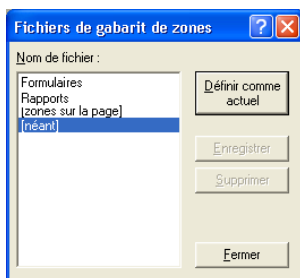 Fichiers de gabarit de zones
Nom de fichier :
Formulaires
Rapports
[zones sur la page]
[néant]
Définir comme
actuel
Enregistrer
Supprimer
Fermer